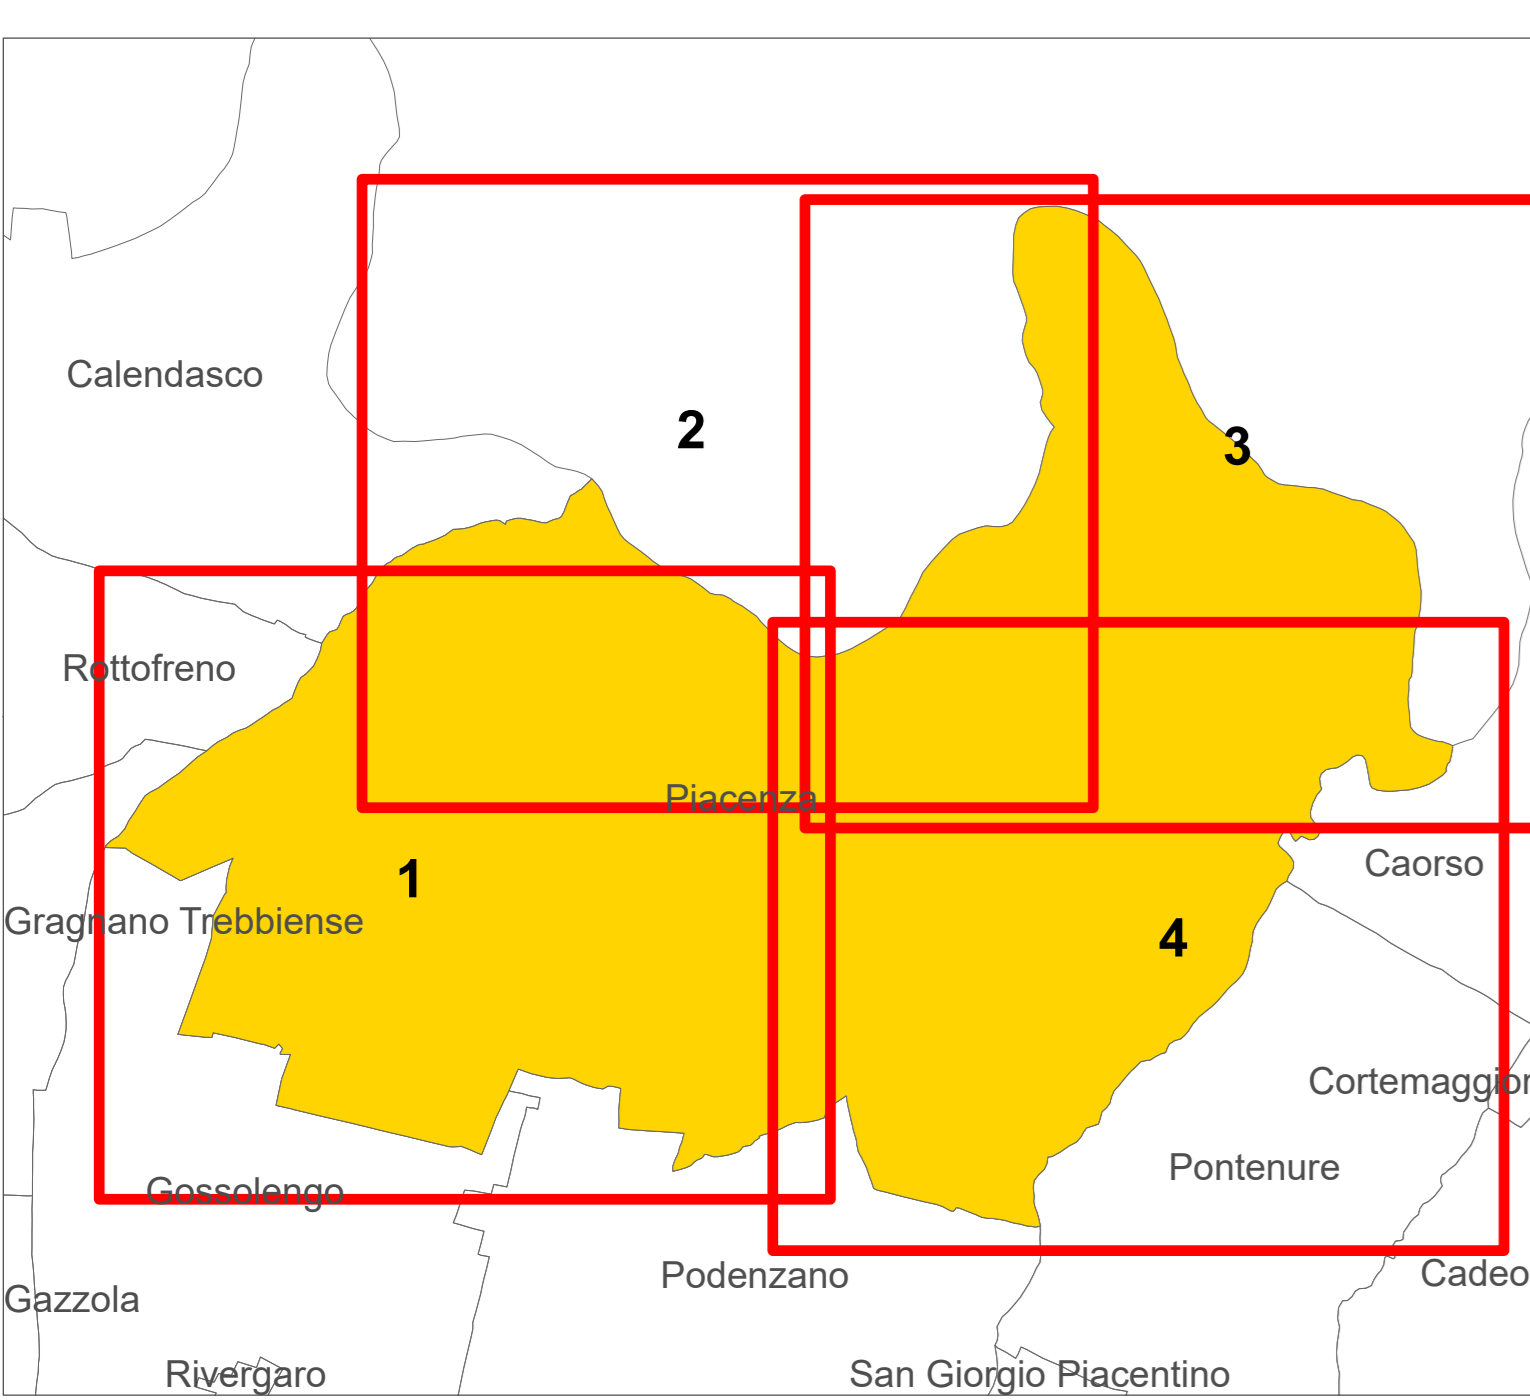 Calendasco
2
3
Rottofreno
Piacenza
Caorso
1
Gragnano Trebbiense
4
Cortemaggior
Pontenure
Gossolengo
Podenzano
Cadeo
Gazzola
Rivergaro
San Giorgio Piacentino